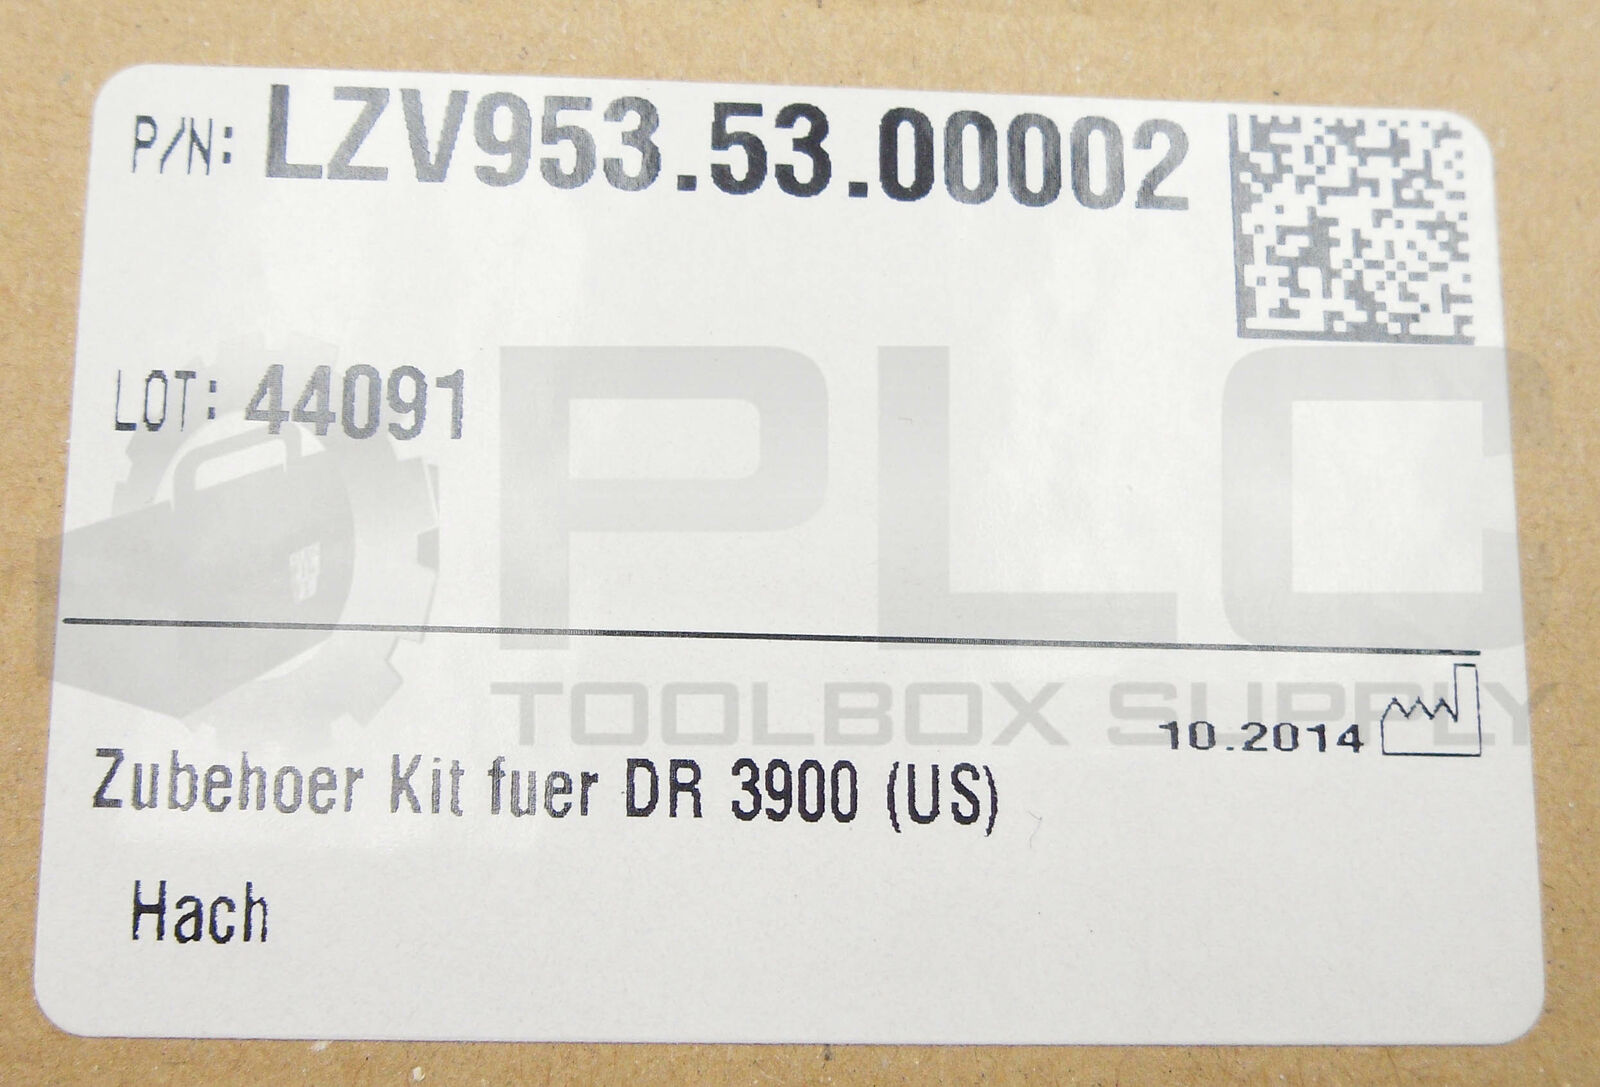 P/N: LZV953.53.00002
LOT: 44091
PLC
TOOLBOX SUPPLY
10.2014
Zubehoer Kit fuer DR 3900 (US)
Hach